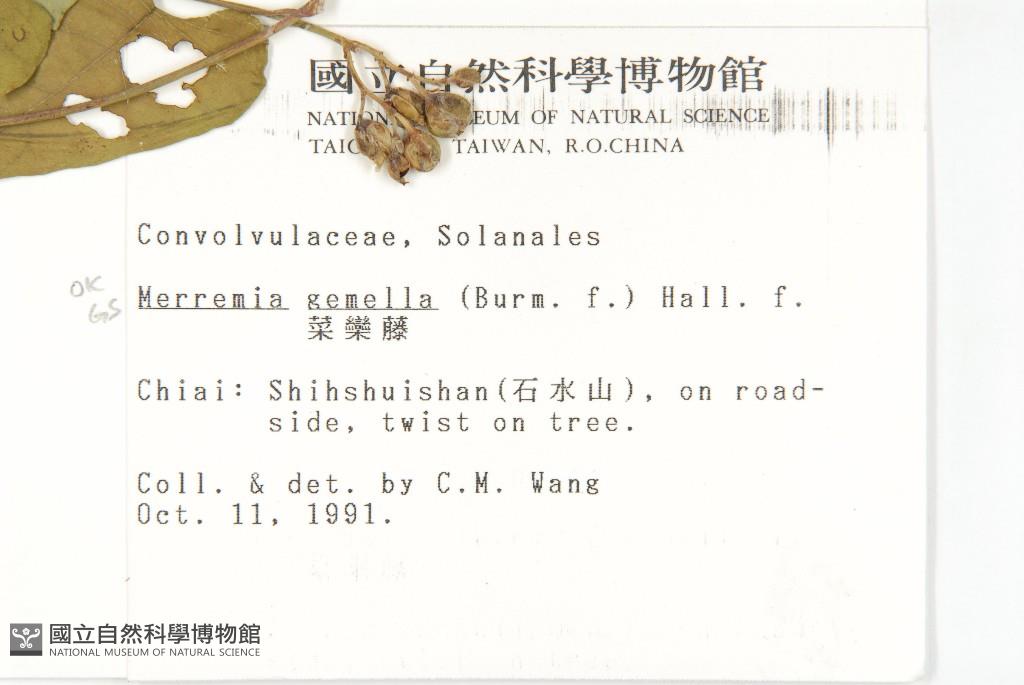 國立自然科學博物館
NATIONAL MUSEUM OF NATURAL SCIENCE
TAIWAN, R.O.CHINA
Convolvulaceae, Solanales
OK
GS
Merremia gemella (Burm. f.) Hall. f.
菜欒藤
Chiai: Shihshuishan(石水山), on road-
side, twist on tree.
Coll. & det. by C.M. Wang
Oct. 11, 1991.
國立自然科學博物館
NATIONAL MUSEUM OF NATURAL SCIENCE